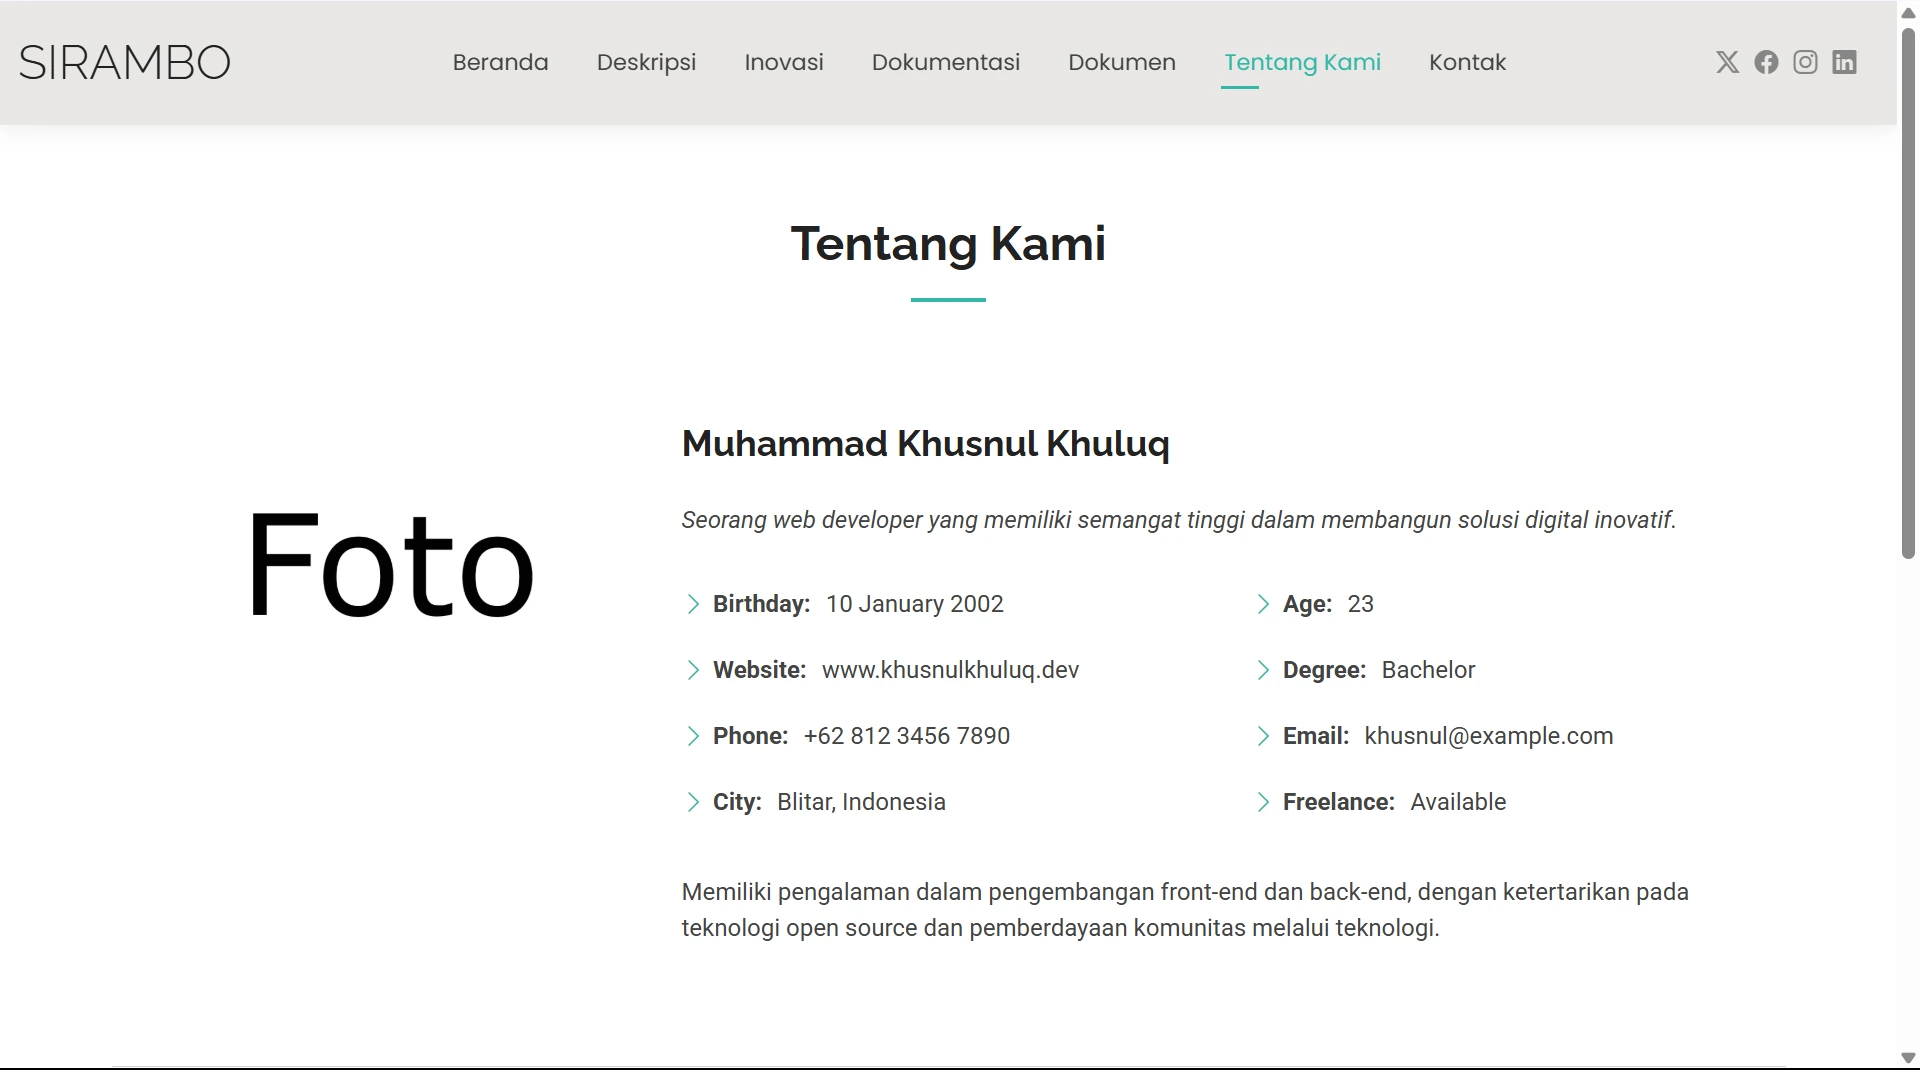 SIRAMBO
Beranda Deskripsi Inovasi Dokumentasi Dokumen Tentang Kami Kontak
Tentang Kami
Foto
Muhammad Khusnul Khuluq
Seorang web developer yang memiliki semangat tinggi dalam membangun solusi digital inovatif.
Birthday: 10 January 2002
Age: 23
Website: www.khusnulkhuluq.dev
Degree: Bachelor
Phone: +62 812 3456 7890
Email: khusnul@example.com
City: Blitar, Indonesia
Freelance: Available
Memiliki pengalaman dalam pengembangan front-end dan back-end, dengan ketertarikan pada
teknologi open source dan pemberdayaan komunitas melalui teknologi.